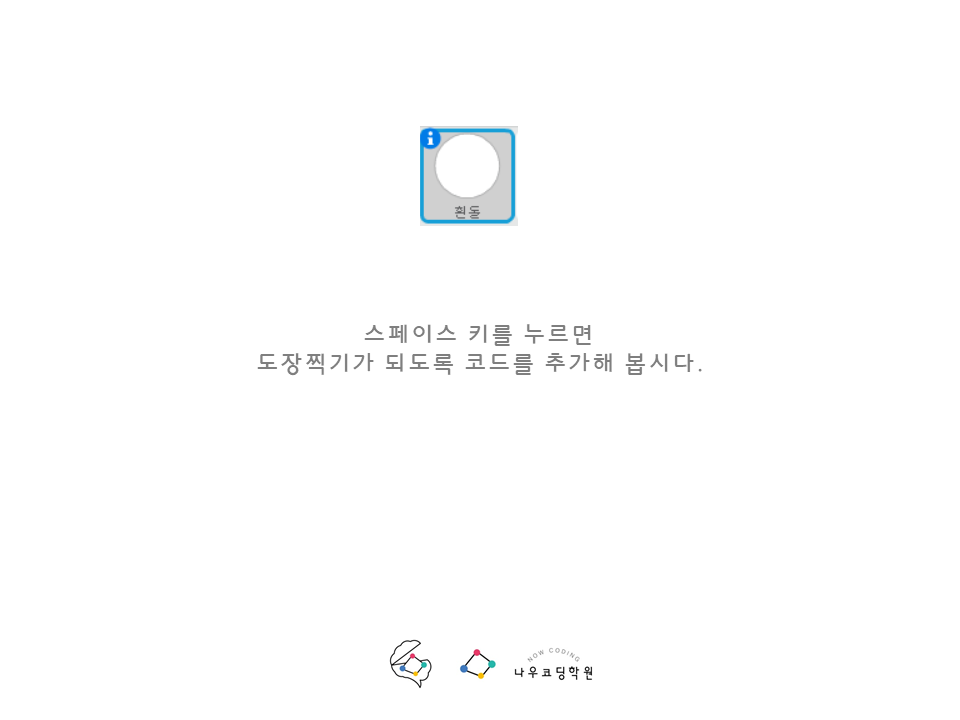 i
흰돌
스페이스 키를 누르면
도장찍기가 되도록 코드를 추가해 봅시다.
NOW CODING
나우코딩학원